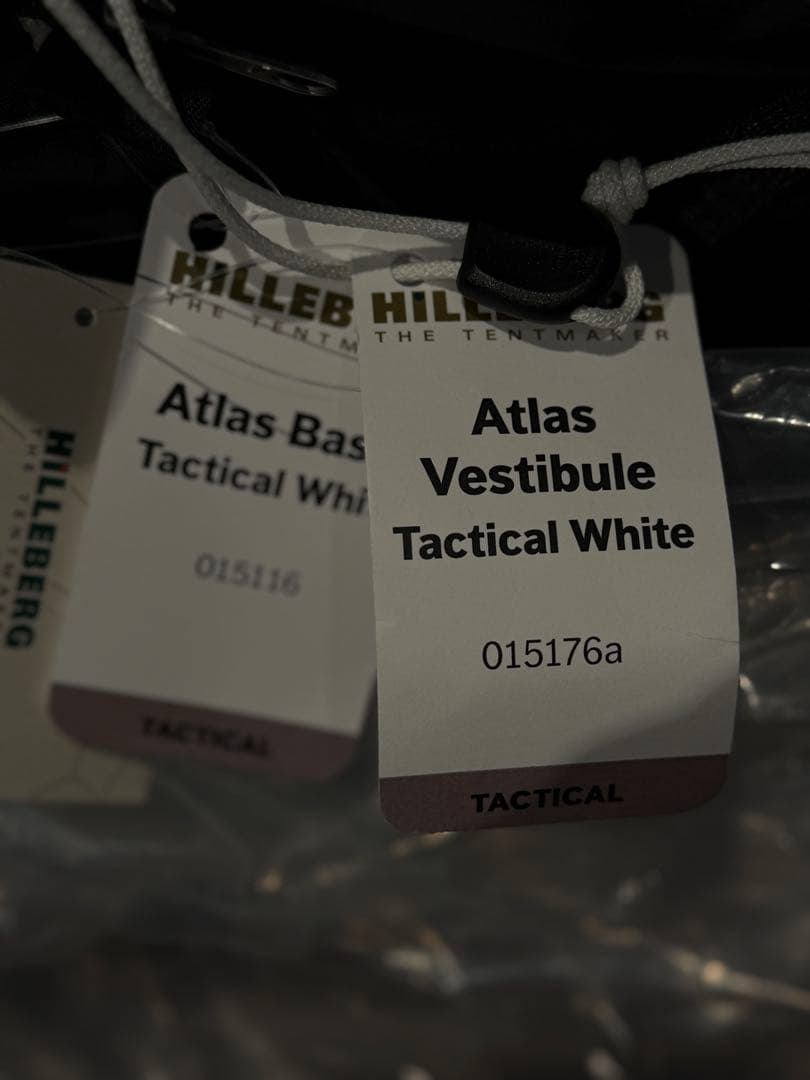 HILLEB
THE TENTM
Atlas Bas
Tactical Whi
015116
TACTICAL
HILLEBERG
THE TENTMAKER
Atlas
Vestibule
Tactical White
015176a
TACTICAL
HILLEBERG